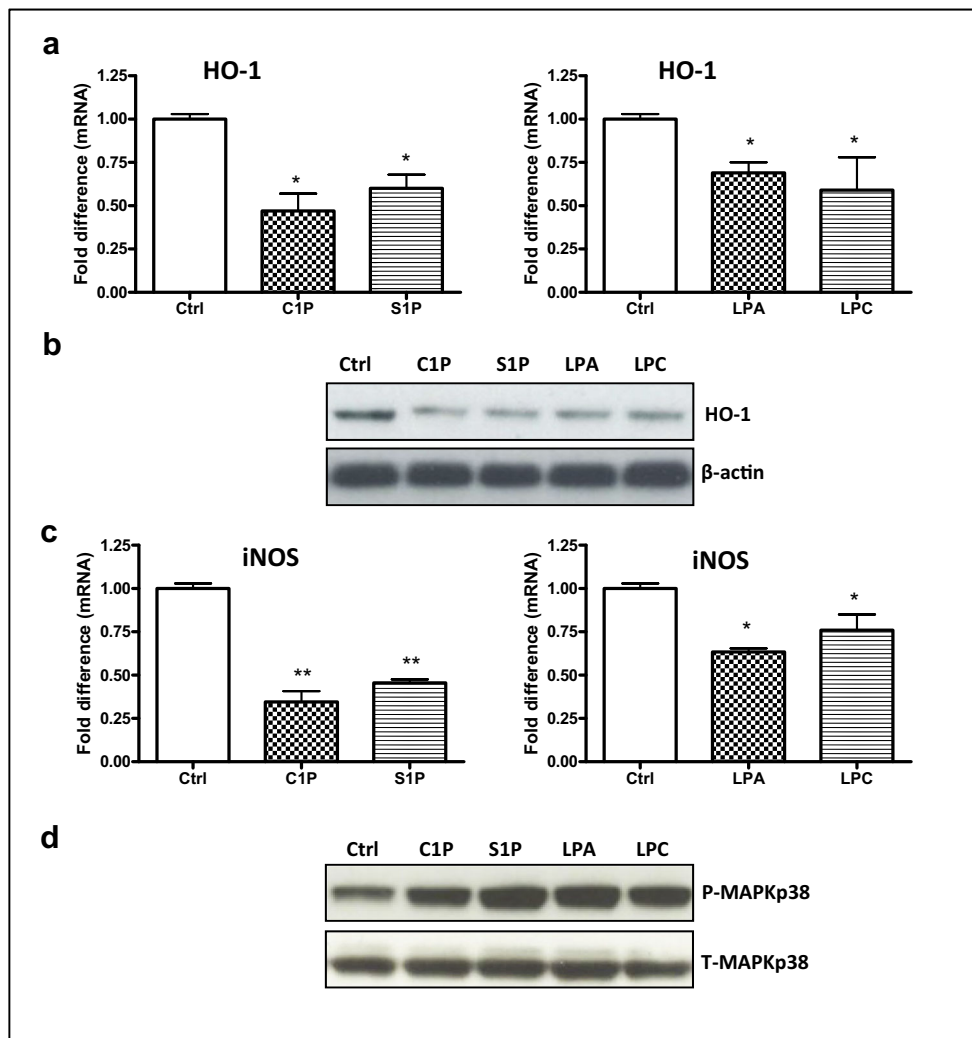 a
HO-1
Fold difference (mRNA)
1.25
1.00
0.75
0.50
0.25
0.00
*
*
Ctrl C1P S1P
HO-1
Fold difference (mRNA)
1.25
1.00
0.75
0.50
0.25
0.00
*
*
Ctrl LPA LPC
b
Ctrl C1P S1P LPA LPC
HO-1
β-actin
c
iNOS
Fold difference (mRNA)
1.25
1.00
0.75
0.50
0.25
0.00
**
**
Ctrl C1P S1P
iNOS
Fold difference (mRNA)
1.25
1.00
0.75
0.50
0.25
0.00
*
*
Ctrl LPA LPC
d
Ctrl C1P S1P LPA LPC
P-MAPKp38
T-MAPKp38